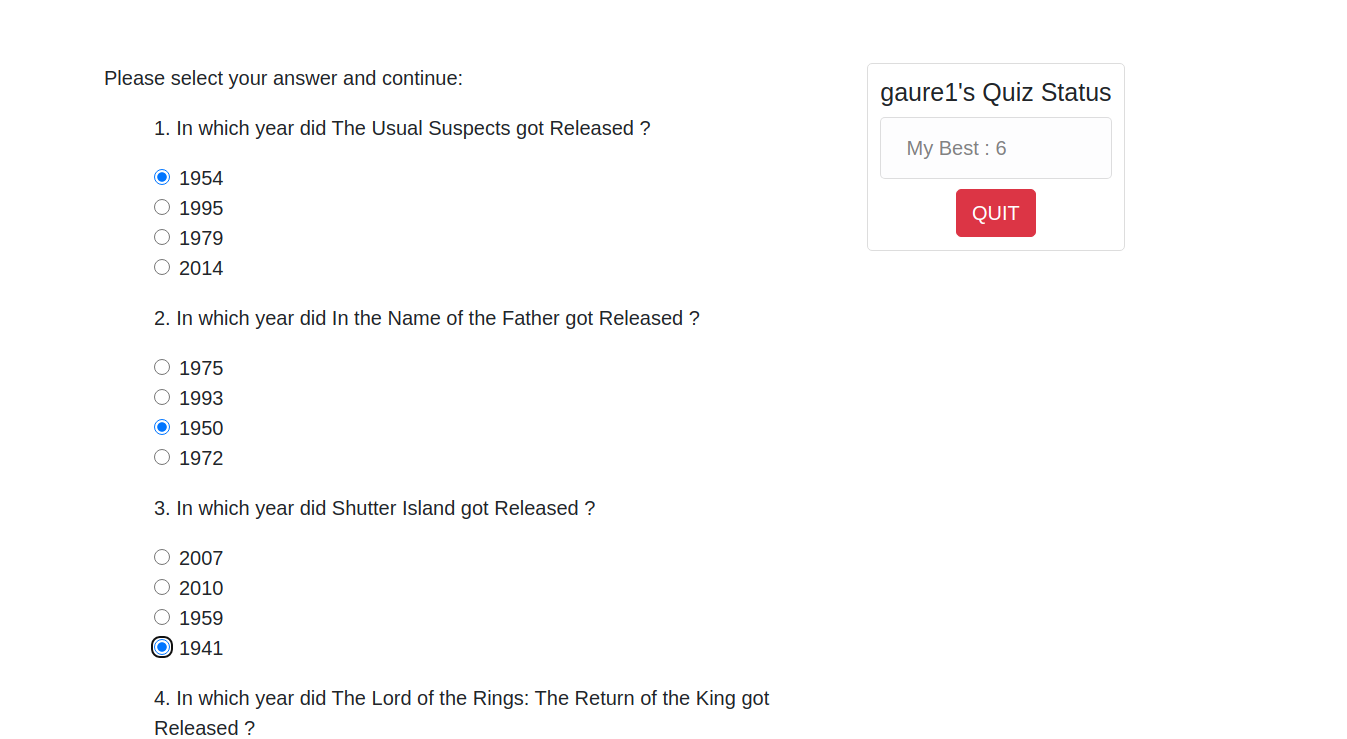 Please select your answer and continue:
1. In which year did The Usual Suspects got Released ?
1954
1995
1979
2014
2. In which year did In the Name of the Father got Released ?
1975
1993
1950
1972
3. In which year did Shutter Island got Released ?
2007
2010
1959
1941
4. In which year did The Lord of the Rings: The Return of the King got
Released ?
gaure1's Quiz Status
My Best : 6
QUIT